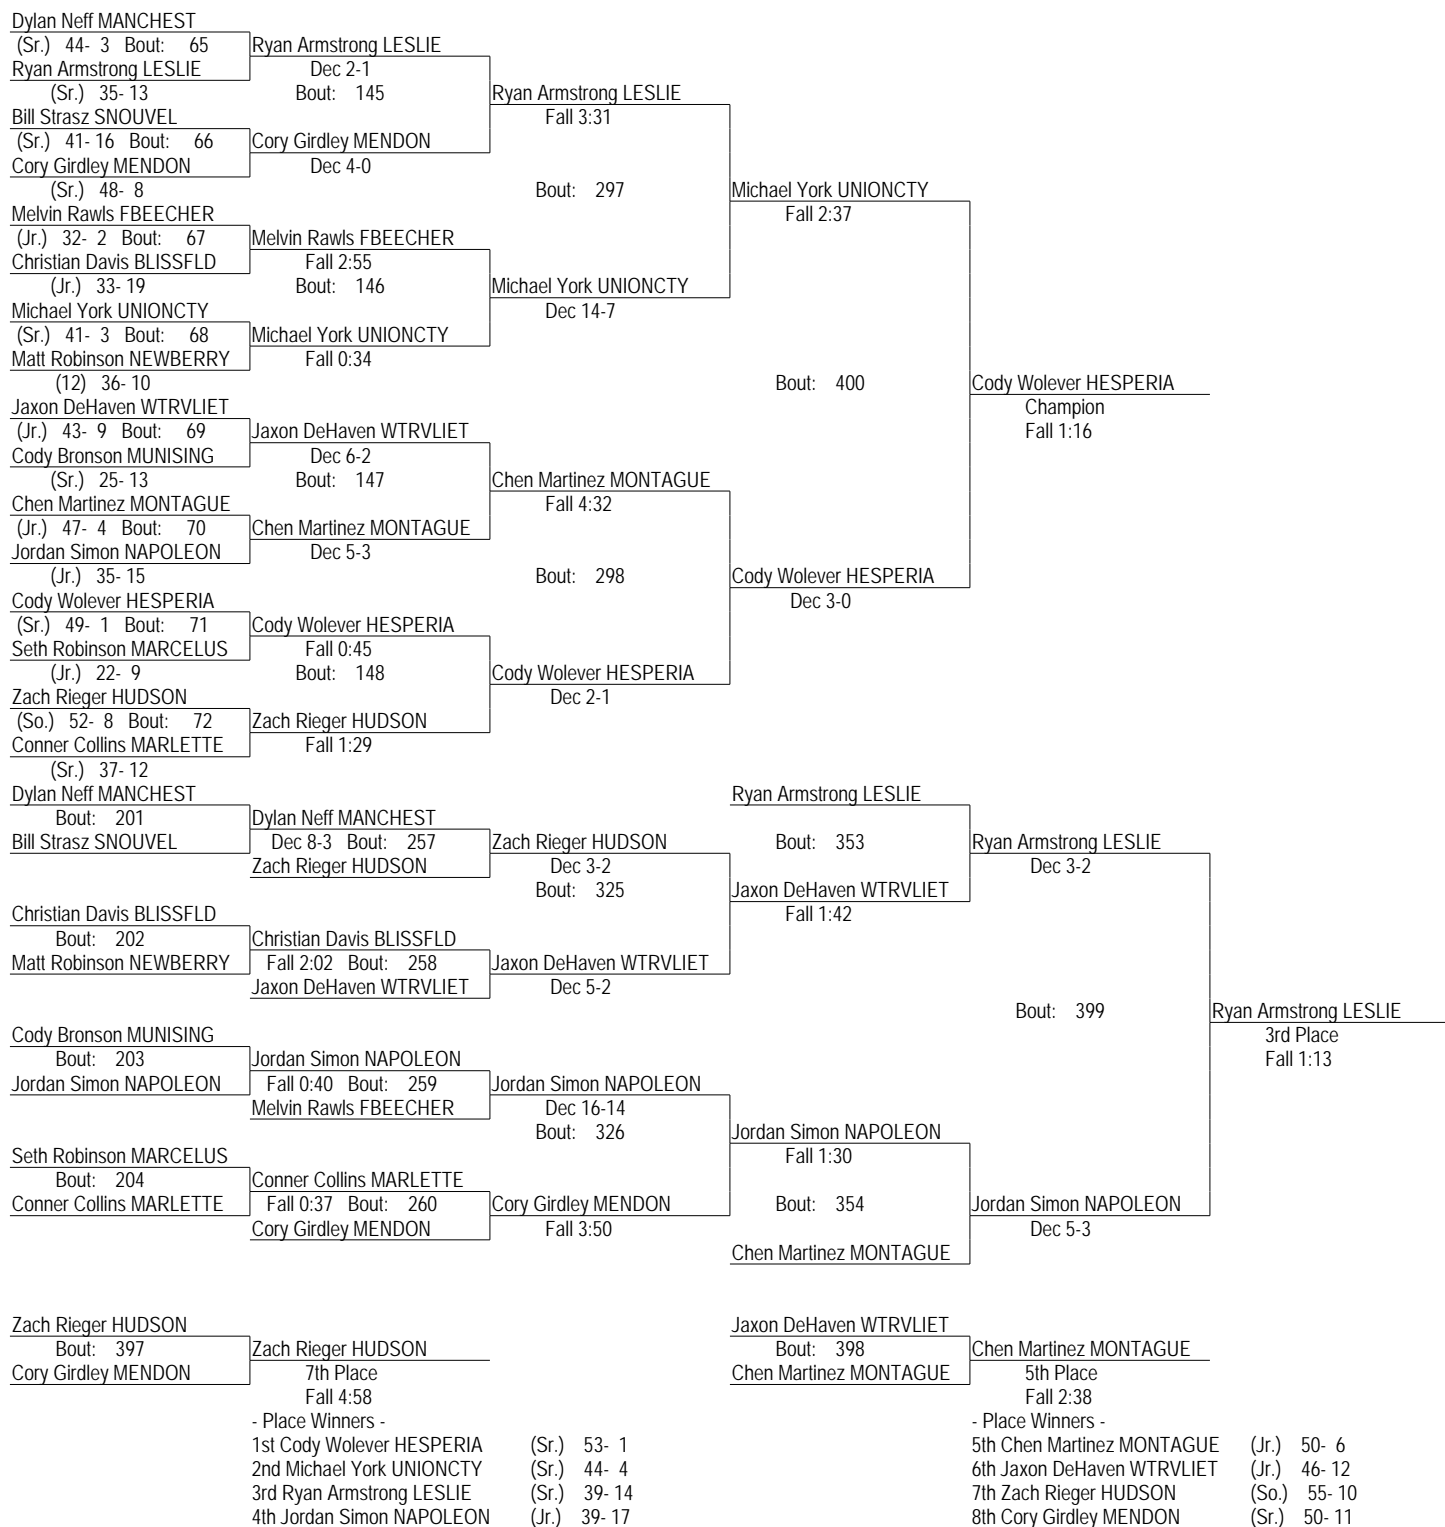 Dylan Neff MANCHEST
(Sr.) 44- 3 Bout: 65 Ryan Armstrong LESLIE
Ryan Armstrong LESLIE Dec 2-1
(Sr.) 35- 13 Bout: 145 Ryan Armstrong LESLIE
Bill Strasz SNOUVEL Fall 3:31
(Sr.) 41- 16 Bout: 66 Cory Girdley MENDON
Cory Girdley MENDON Dec 4-0
(Sr.) 48- 8 Bout: 297 Michael York UNIONCTY
Melvin Rawls FBEECHER Fall 2:37
(Jr.) 32- 2 Bout: 67 Melvin Rawls FBEECHER
Christian Davis BLISSFLD Fall 2:55
(Jr.) 33- 19 Bout: 146 Michael York UNIONCTY
Michael York UNIONCTY Dec 14-7
(Sr.) 41- 3 Bout: 68 Michael York UNIONCTY
Matt Robinson NEWBERRY Fall 0:34
(12) 36- 10 Bout: 400 Cody Wolever HESPERIA
Jaxon DeHaven WTRVLIET Champion
(Jr.) 43- 9 Bout: 69 Jaxon DeHaven WTRVLIET Fall 1:16
Cody Bronson MUNISING Dec 6-2
(Sr.) 25- 13 Bout: 147 Chen Martinez MONTAGUE
Chen Martinez MONTAGUE Fall 4:32
(Jr.) 47- 4 Bout: 70 Chen Martinez MONTAGUE
Jordan Simon NAPOLEON Dec 5-3
(Jr.) 35- 15 Bout: 298 Cody Wolever HESPERIA
Cody Wolever HESPERIA Dec 3-0
(Sr.) 49- 1 Bout: 71 Cody Wolever HESPERIA
Seth Robinson MARCELUS Fall 0:45
(Jr.) 22- 9 Bout: 148 Cody Wolever HESPERIA
Zach Rieger HUDSON Dec 2-1
(So.) 52- 8 Bout: 72 Zach Rieger HUDSON
Conner Collins MARLETTE Fall 1:29
(Sr.) 37- 12
Dylan Neff MANCHEST Ryan Armstrong LESLIE
Bout: 201 Dylan Neff MANCHEST
Bill Strasz SNOUVEL Dec 8-3 Bout: 257 Zach Rieger HUDSON Bout: 353 Ryan Armstrong LESLIE
Zach Rieger HUDSON Dec 3-2 Dec 3-2
Bout: 325 Jaxon DeHaven WTRVLIET
Christian Davis BLISSFLD Fall 1:42
Bout: 202 Christian Davis BLISSFLD
Matt Robinson NEWBERRY Fall 2:02 Bout: 258 Jaxon DeHaven WTRVLIET
Jaxon DeHaven WTRVLIET Dec 5-2
Bout: 399 Ryan Armstrong LESLIE
Cody Bronson MUNISING 3rd Place
Bout: 203 Jordan Simon NAPOLEON Fall 1:13
Jordan Simon NAPOLEON Fall 0:40 Bout: 259 Jordan Simon NAPOLEON
Melvin Rawls FBEECHER Dec 16-14
Bout: 326 Jordan Simon NAPOLEON
Seth Robinson MARCELUS Fall 1:30
Bout: 204 Conner Collins MARLETTE
Conner Collins MARLETTE Fall 0:37 Bout: 260 Cory Girdley MENDON Bout: 354 Jordan Simon NAPOLEON
Cory Girdley MENDON Fall 3:50 Dec 5-3
Chen Martinez MONTAGUE
Zach Rieger HUDSON Jaxon DeHaven WTRVLIET
Bout: 397 Zach Rieger HUDSON Bout: 398 Chen Martinez MONTAGUE
Cory Girdley MENDON 7th Place Chen Martinez MONTAGUE 5th Place
Fall 4:58 Fall 2:38
- Place Winners - - Place Winners -
1st Cody Wolever HESPERIA (Sr.) 53- 1 5th Chen Martinez MONTAGUE (Jr.) 50- 6
2nd Michael York UNIONCTY (Sr.) 44- 4 6th Jaxon DeHaven WTRVLIET (Jr.) 46- 12
3rd Ryan Armstrong LESLIE (Sr.) 39- 14 7th Zach Rieger HUDSON (So.) 55- 10
4th Jordan Simon NAPOLEON (Jr.) 39- 17 8th Cory Girdley MENDON (Sr.) 50- 11